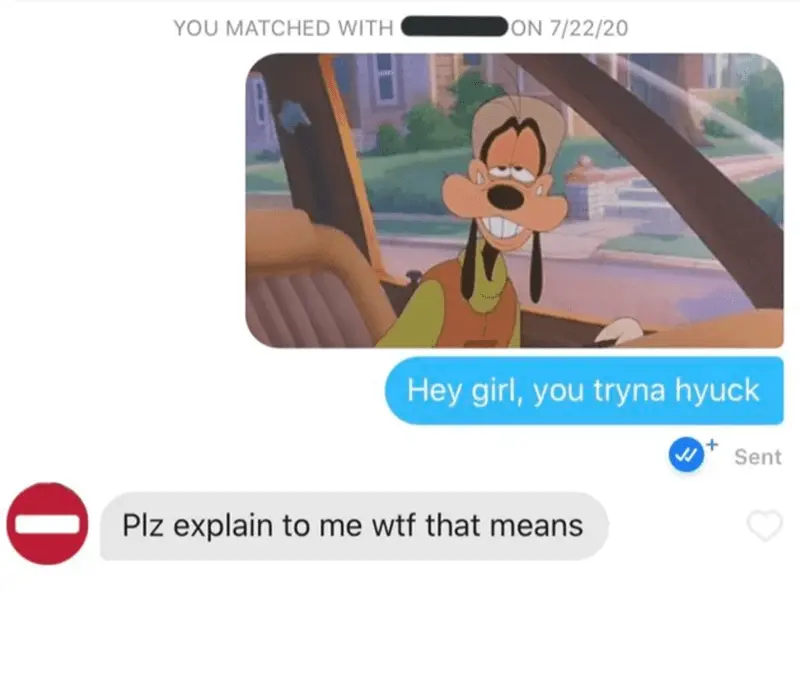 YOU MATCHED WITH ON 7/22/20
Hey girl, you tryna hyuck
Sent
Plz explain to me wtf that means